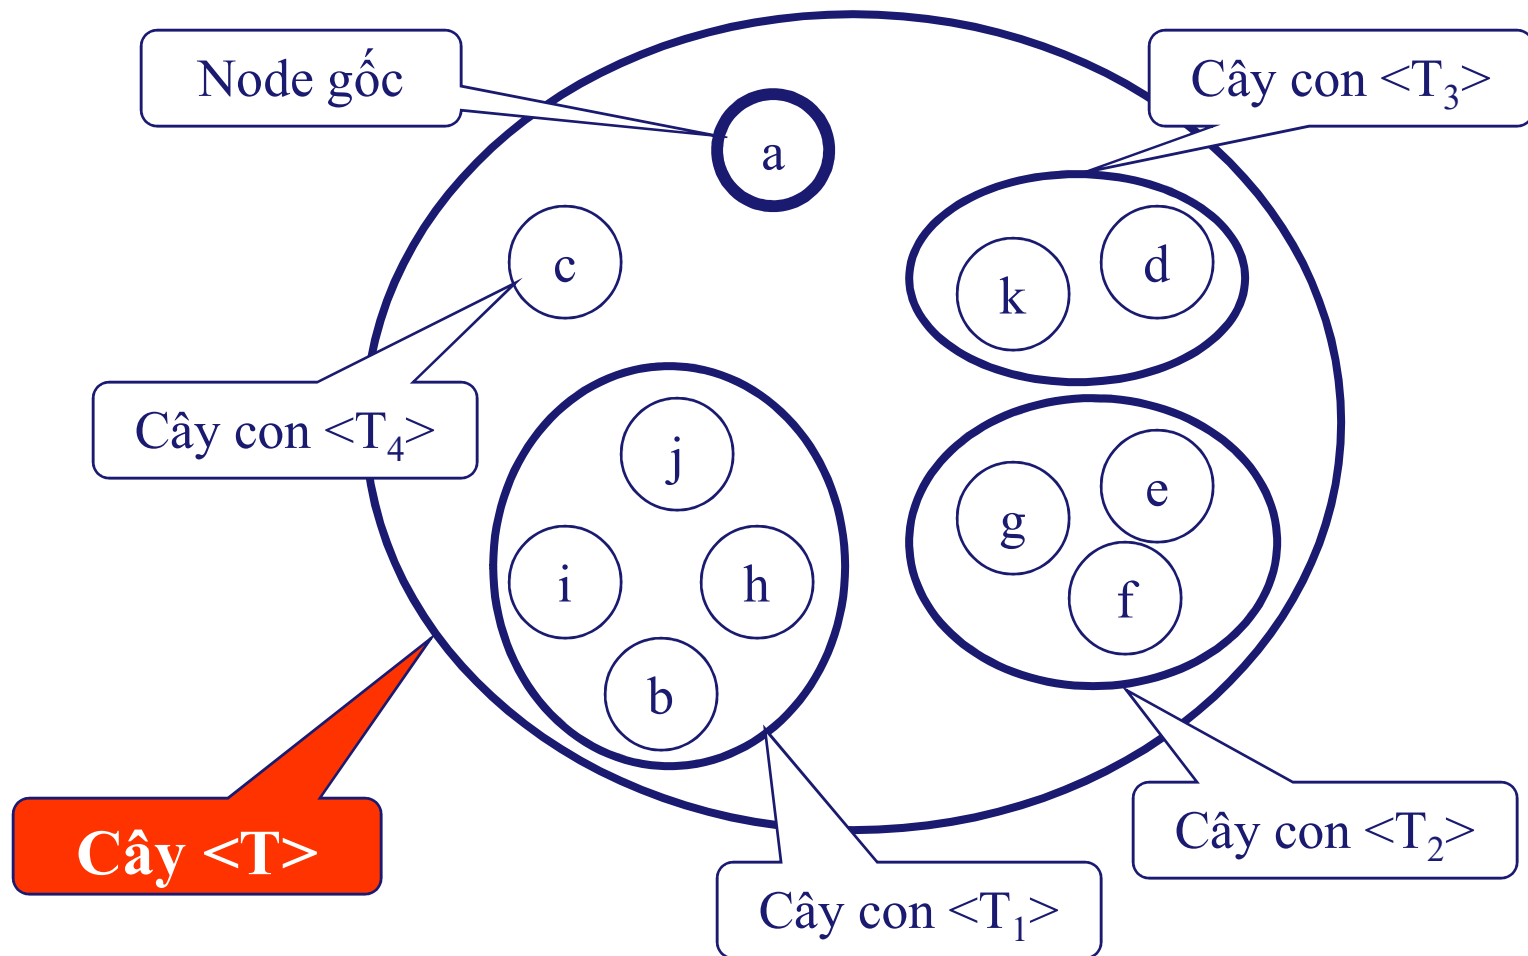 Node gốc
Cây con <T3>
a
c
k
d
Cây con <T4>
j
g
e
i
h
f
b
Cây <T>
Cây con <T2>
Cây con <T1>